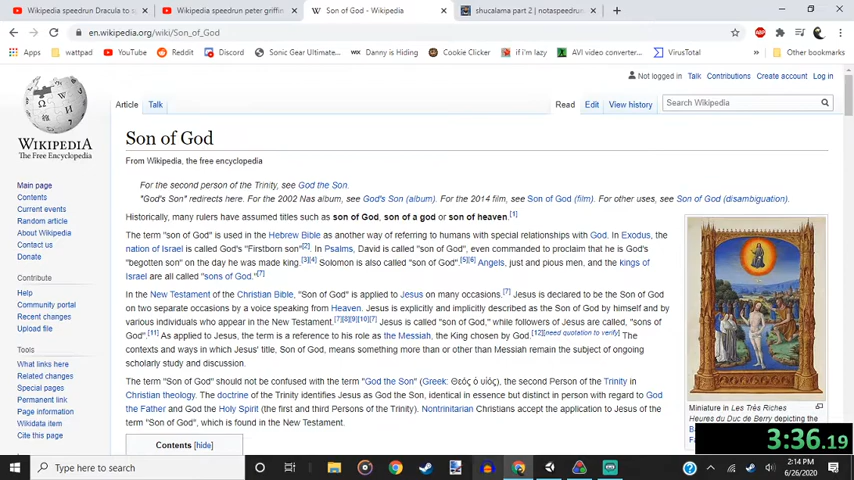 Wikipedia speedrun Dracula to s
Wikipedia speedrun peter griffin
Son of God - Wikipedia
shucalama part 2 | notaspeedrun
en.wikipedia.org/wiki/Son_of_God
Apps
wattpad
YouTube
Reddit
Discord
Sonic Gear Ultimate...
Danny is Hiding
Cookie Clicker
if i'm lazy
AVI video converter...
VirusTotal
Other bookmarks
Not logged in Talk Contributions Create account Log in
Article Talk
Read Edit View history
Search Wikipedia
WIKIPEDIA
The Free Encyclopedia
Main page
Contents
Current events
Random article
About Wikipedia
Contact us
Donate
Contribute
Help
Community portal
Recent changes
Upload file
Tools
What links here
Related changes
Special pages
Permanent link
Page information
Wikidata item
Cite this page
Son of God
From Wikipedia, the free encyclopedia
For the second person of the Trinity, see God the Son.
"God's Son" redirects here. For the 2002 Nas album, see God's Son (album). For the 2014 film, see Son of God (film). For other uses, see Son of God (disambiguation).
Historically, many rulers have assumed titles such as son of God, son of a god or son of heaven.[1]
The term "son of God" is used in the Hebrew Bible as another way of referring to humans with special relationships with God. In Exodus, the
nation of Israel is called God's "Firstborn son"[2]. In Psalms, David is called "son of God", even commanded to proclaim that he is God's
"begotten son" on the day he was made king.[3][4] Solomon is also called "son of God".[5][6] Angels, just and pious men, and the kings of
Israel are all called "sons of God."[7]
In the New Testament of the Christian Bible, "Son of God" is applied to Jesus on many occasions.[7] Jesus is declared to be the Son of God
on two separate occasions by a voice speaking from Heaven. Jesus is explicitly and implicitly described as the Son of God by himself and by
various individuals who appear in the New Testament.[7][8][9][10][7] Jesus is called "son of God," while followers of Jesus are called, "sons of
God".[11] As applied to Jesus, the term is a reference to his role as the Messiah, the King chosen by God.[12][need quotation to verify] The
contexts and ways in which Jesus' title, Son of God, means something more or other than Messiah remain the subject of ongoing
scholarly study and discussion.
The term "Son of God" should not be confused with the term "God the Son" (Greek: Θεός ὁ υἱός), the second Person of the Trinity in
Christian theology. The doctrine of the Trinity identifies Jesus as God the Son, identical in essence but distinct in person with regard to God
the Father and God the Holy Spirit (the first and third Persons of the Trinity). Nontrinitarian Christians accept the application to Jesus of the
term "Son of God", which is found in the New Testament.
Contents [hide]
Miniature in Les Très Riches
Heures du Duc de Berry depicting the
3:36.19
Type here to search
2:14 PM
6/26/2020